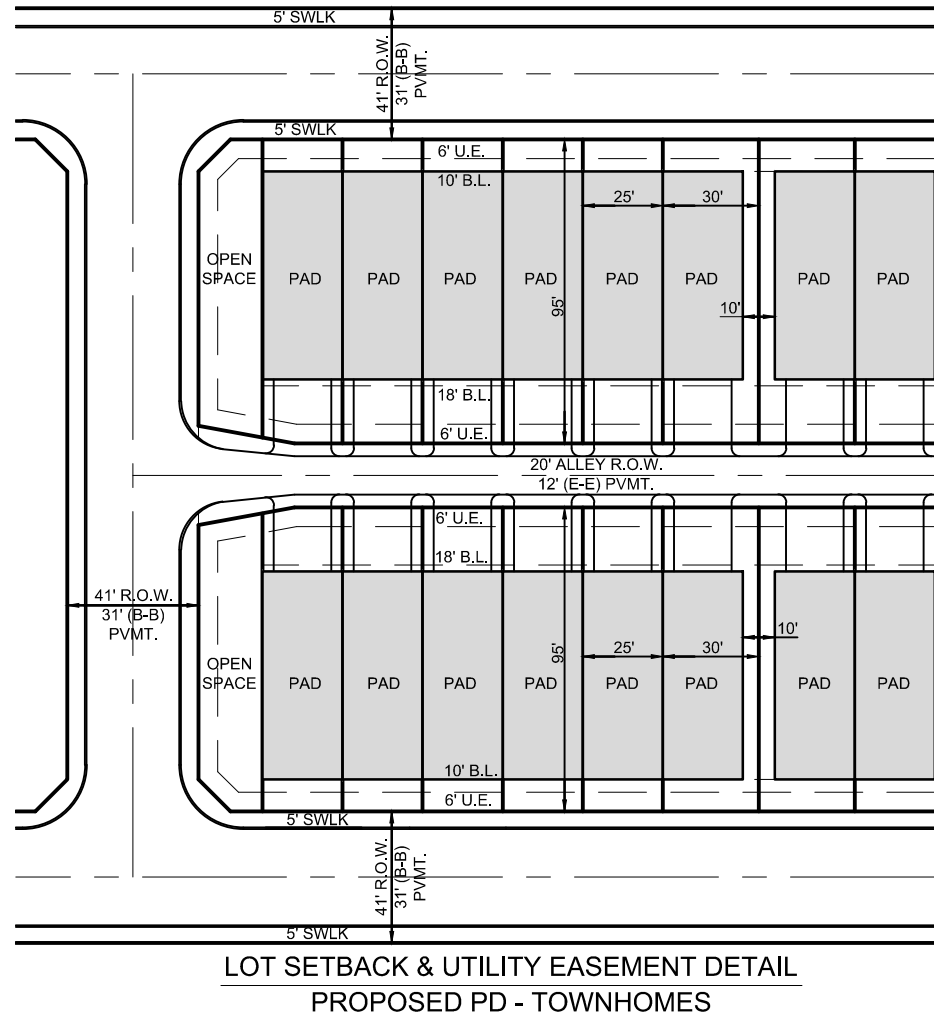 5' SWLK
41' R.O.W.
31' (B-B)
PVMT.
5' SWLK
6' U.E.
10' B.L.
25'
30'
OPEN
SPACE
PAD
PAD
PAD
PAD
PAD
PAD
PAD
PAD
95'
10'
18' B.L.
6' U.E.
20' ALLEY R.O.W.
12' (E-E) PVMT.
6' U.E.
18' B.L.
41' R.O.W.
31' (B-B)
PVMT.
10'
95'
25'
30'
OPEN
SPACE
PAD
PAD
PAD
PAD
PAD
PAD
PAD
PAD
10' B.L.
6' U.E.
5' SWLK
41' R.O.W.
31' (B-B)
PVMT.
5' SWLK
LOT SETBACK & UTILITY EASEMENT DETAIL
PROPOSED PD - TOWNHOMES